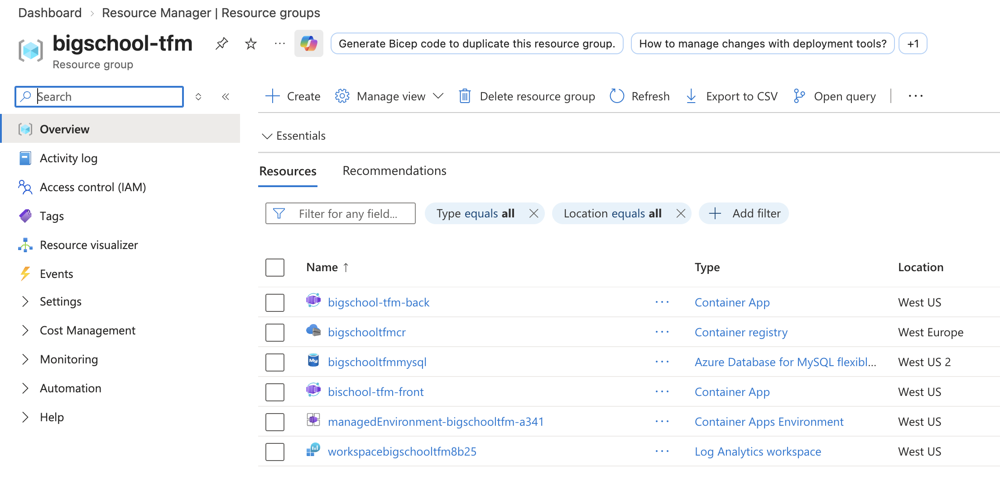 Dashboard > Resource Manager | Resource groups
bigschool-tfm
Resource group
Generate Bicep code to duplicate this resource group.
How to manage changes with deployment tools?
+1
Search
Create
Manage view
Delete resource group
Refresh
Export to CSV
Open query
Overview
Activity log
Access control (IAM)
Tags
Resource visualizer
Events
Settings
Cost Management
Monitoring
Automation
Help
Essentials
Resources Recommendations
Filter for any field... Type equals all Location equals all Add filter
Name ↑ Type Location
bigschool-tfm-back ... Container App West US
bigschooltfmcr ... Container registry West Europe
My bigschooltfmmysql ... Azure Database for MySQL flexibl... West US 2
bischool-tfm-front ... Container App West US
managedEnvironment-bigschooltfm-a341 ... Container Apps Environment West US
workspacebigschooltfm8b25 ... Log Analytics workspace West US